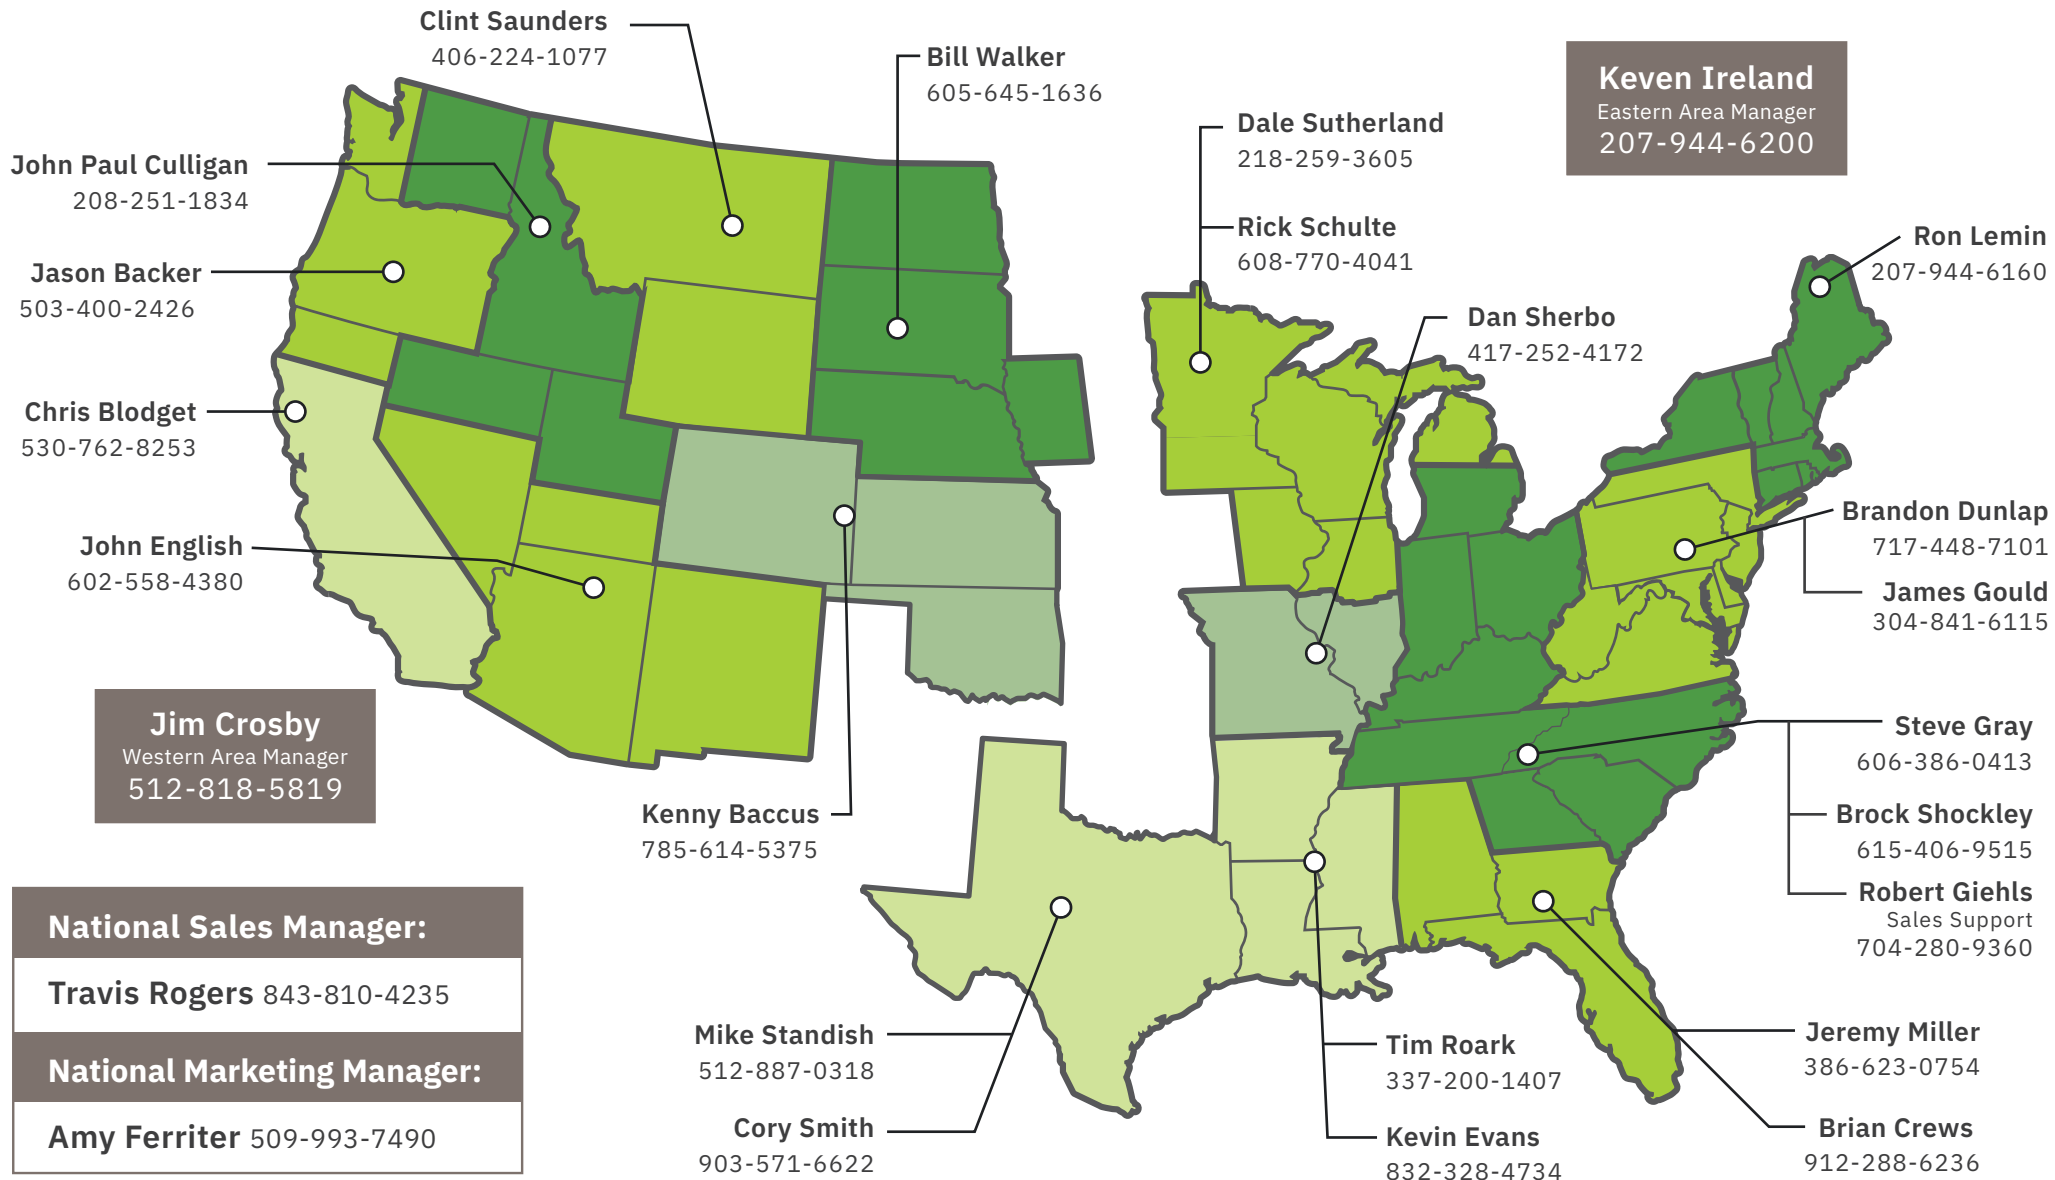 Clint Saunders
406-224-1077
Bill Walker
605-645-1636
Keven Ireland
Eastern Area Manager
207-944-6200
Dale Sutherland
218-259-3605
John Paul Culligan
208-251-1834
Rick Schulte
608-770-4041
Ron Lemin
207-944-6160
Jason Backer
503-400-2426
Dan Sherbo
417-252-4172
Chris Blodget
530-762-8253
Brandon Dunlap
717-448-7101
John English
602-558-4380
James Gould
304-841-6115
Jim Crosby
Western Area Manager
512-818-5819
Steve Gray
606-386-0413
Kenny Baccus
785-614-5375
Brock Shockley
615-406-9515
Robert Giehls
Sales Support
704-280-9360
National Sales Manager:
Travis Rogers 843-810-4235
National Marketing Manager:
Amy Ferriter 509-993-7490
Mike Standish
512-887-0318
Tim Roark
337-200-1407
Jeremy Miller
386-623-0754
Cory Smith
903-571-6622
Kevin Evans
832-328-4734
Brian Crews
912-288-6236